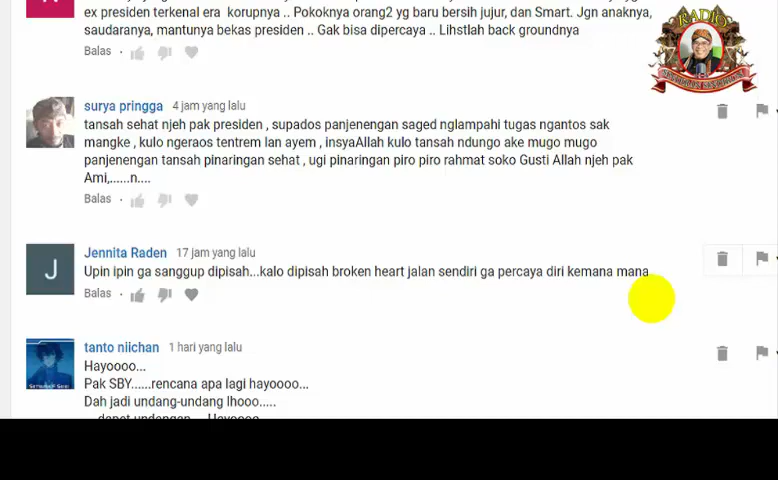 ex presiden terkenal era korupnya .. Pokoknya orang2 yg baru bersih jujur, dan Smart. Jgn anaknya,
saudaranya, mantunya bekas presiden .. Gak bisa dipercaya .. Lihstlah back groundnya
Balas
RADIO
surya pringga 4 jam yang lalu
tansah sehat njeh pak presiden , supados panjenengan saged nglampahi tugas ngantos sak
mangke , kulo ngeraos tentrem lan ayem , insyaAllah kulo tansah ndungo ake mugo mugo
panjenengan tansah pinaringan sehat , ugi pinaringan piro piro rahmat soko Gusti Allah njeh pak
Ami,......n....
Balas
J
Jennita Raden 17 jam yang lalu
Upin ipin ga sanggup dipisah...kalo dipisah broken heart jalan sendiri ga percaya diri kemana mana
Balas
tanto niichan 1 hari yang lalu
Hayoooo...
Pak SBY......rencana apa lagi hayoooo...
Dah jadi undang-undang lhooo.....